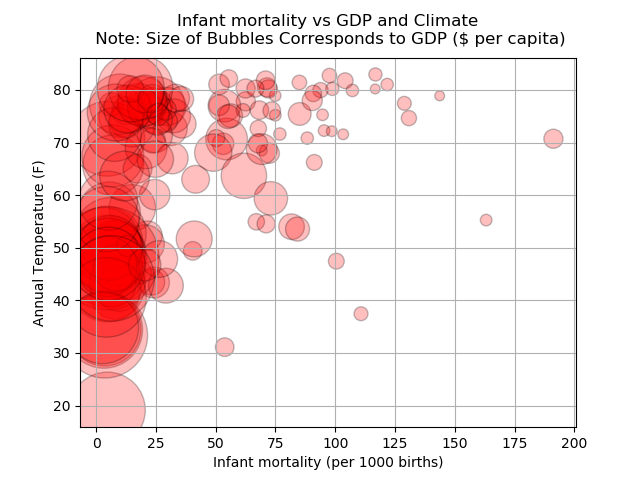 Infant mortality vs GDP and Climate
Note: Size of Bubbles Corresponds to GDP ($ per capita)
80
70
60
50
40
30
20
Annual Temperature (F)
0 25 50 75 100 125 150 175 200
Infant mortality (per 1000 births)